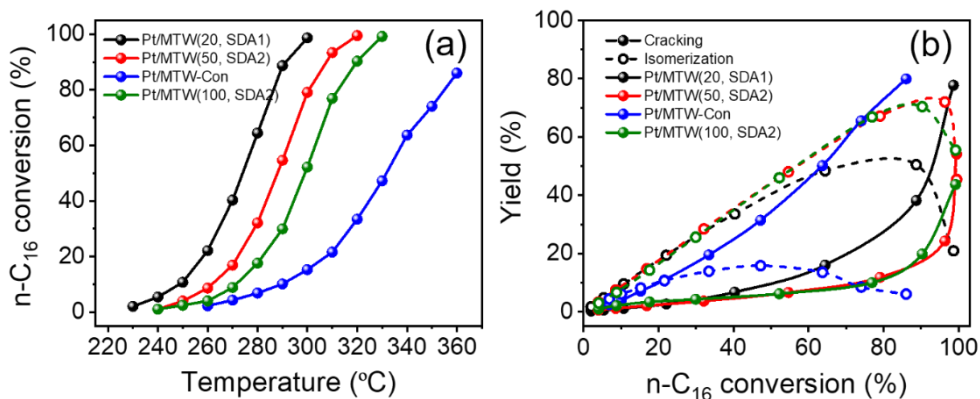 (a)
Pt/MTW(20, SDA1)
Pt/MTW(50, SDA2)
Pt/MTW-Con
Pt/MTW(100, SDA2)
n-C₁₆ conversion (%)
100
80
60
40
20
0
220 240 260 280 300 320 340 360
Temperature (ºC)
(b)
Cracking
Isomerization
Pt/MTW(20, SDA1)
Pt/MTW(50, SDA2)
Pt/MTW-Con
Pt/MTW(100, SDA2)
Yield (%)
100
80
60
40
20
0
0 20 40 60 80 100
n-C₁₆ conversion (%)